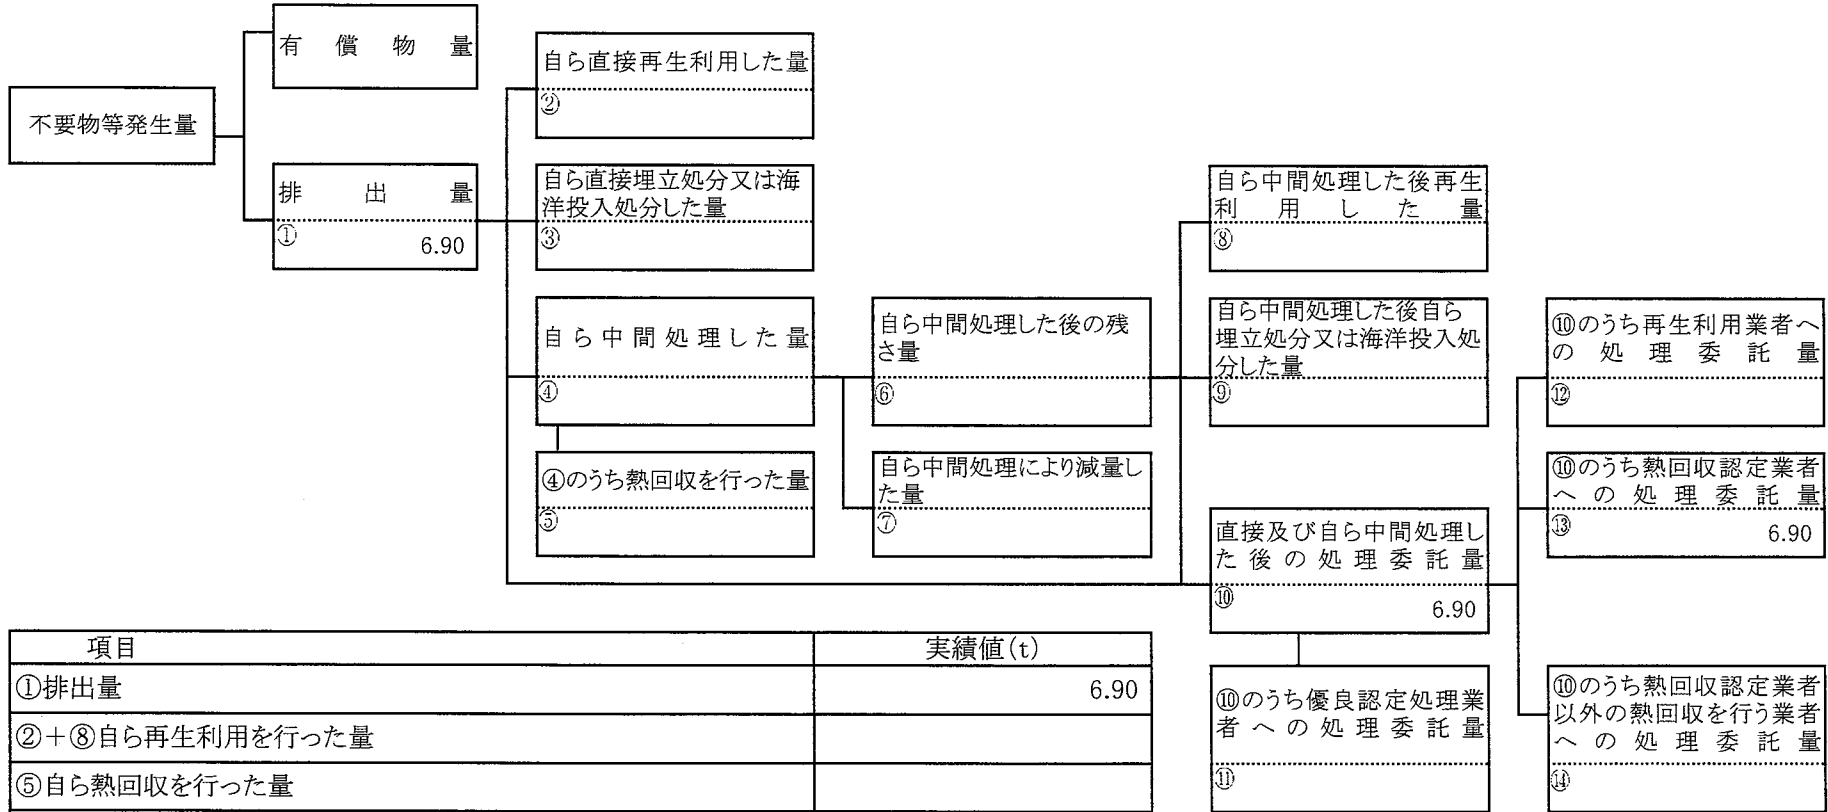 不要物等発生量
有償物量
排出量
①
6.90
自ら直接再生利用した量
②
自ら直接埋立処分又は海
洋投入処分した量
③
自ら中間処理した量
④
④のうち熱回収を行った量
⑤
自ら中間処理した後の残
さ量
⑥
自ら中間処理により減量し
た量
⑦
自ら中間処理した後再生
利用した量
⑧
自ら中間処理した後自ら
埋立処分又は海洋投入処
分した量
⑨
直接及び自ら中間処理し
た後の処理委託量
⑩
6.90
⑩のうち優良認定処理業
者への処理委託量
⑪
⑩のうち再生利用業者へ
の処理委託量
⑫
⑩のうち熱回収認定業者
への処理委託量
⑬
6.90
⑩のうち熱回収認定業者
以外の熱回収を行う業者
への処理委託量
⑭
項目 実績値(t)
①排出量 6.90
②+⑧自ら再生利用を行った量
⑤自ら熱回収を行った量